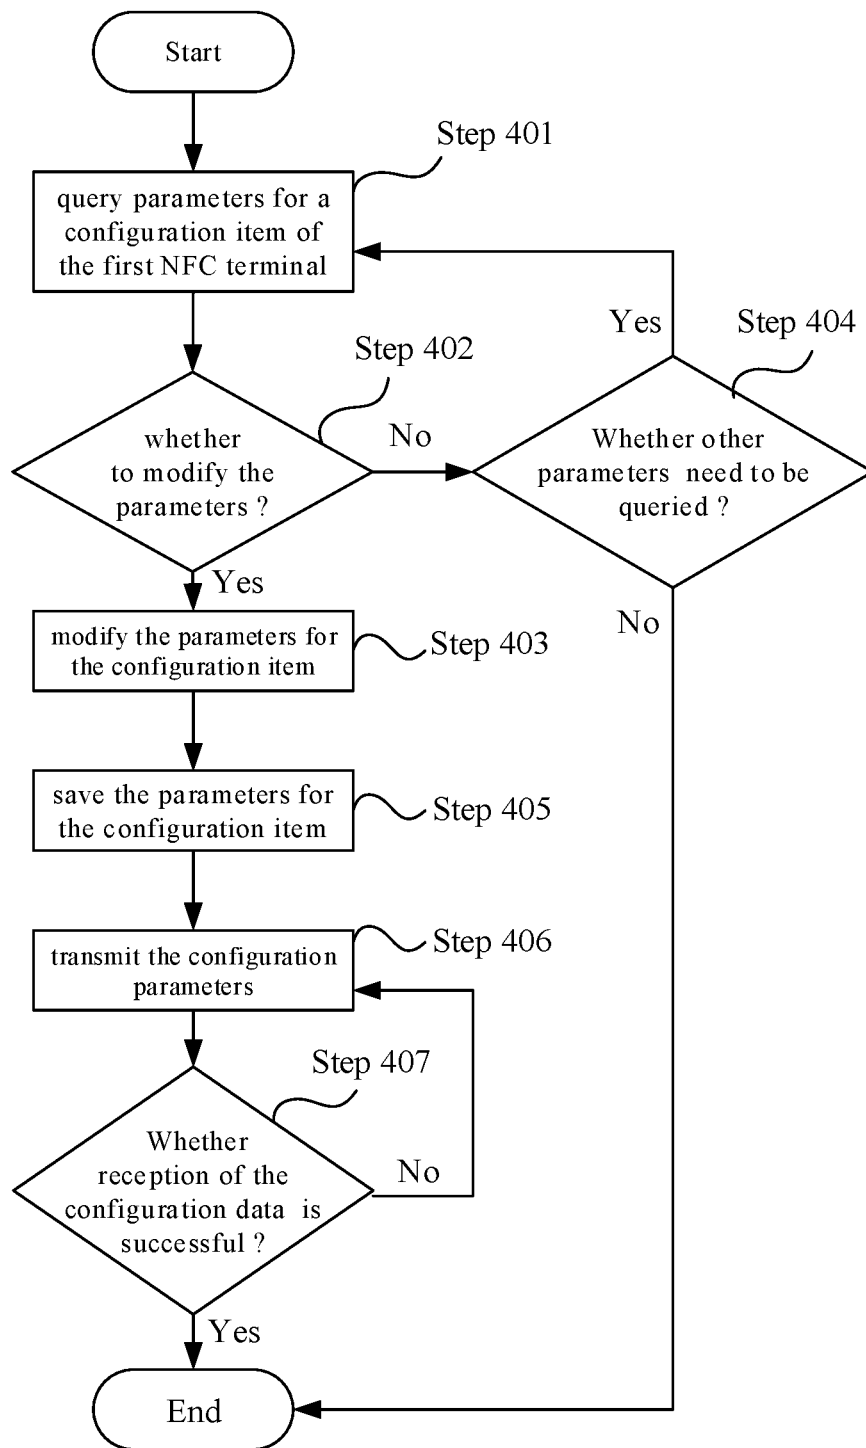 Start
Step 401
query parameters for a
configuration item of
the first NFC terminal
Yes
Step 404
Step 402
whether
to modify the
parameters ?
No
Whether other
parameters need to be
queried ?
Yes
No
modify the parameters for
the configuration item
Step 403
save the parameters for
the configuration item
Step 405
transmit the configuration
parameters
Step 406
Step 407
Whether
reception of the
configuration data is
successful ?
No
Yes
End